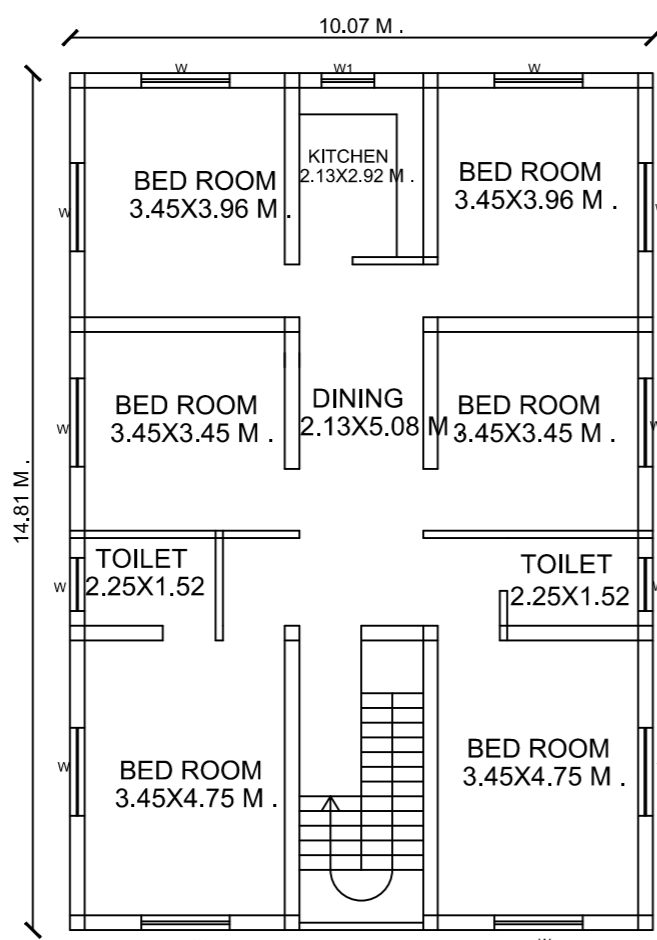 10.07 M .
W
W1
W
KITCHEN
2.13X2.92 M .
BED ROOM
3.45X3.96 M .
BED ROOM
3.45X3.96 M .
W
W
DINING
2.13X5.08 M .
BED ROOM
3.45X3.45 M .
BED ROOM
3.45X3.45 M .
W
W
14.81 M .
TOILET
2.25X1.52
TOILET
2.25X1.52
W
W
BED ROOM
3.45X4.75 M .
BED ROOM
3.45X4.75 M .
W
W